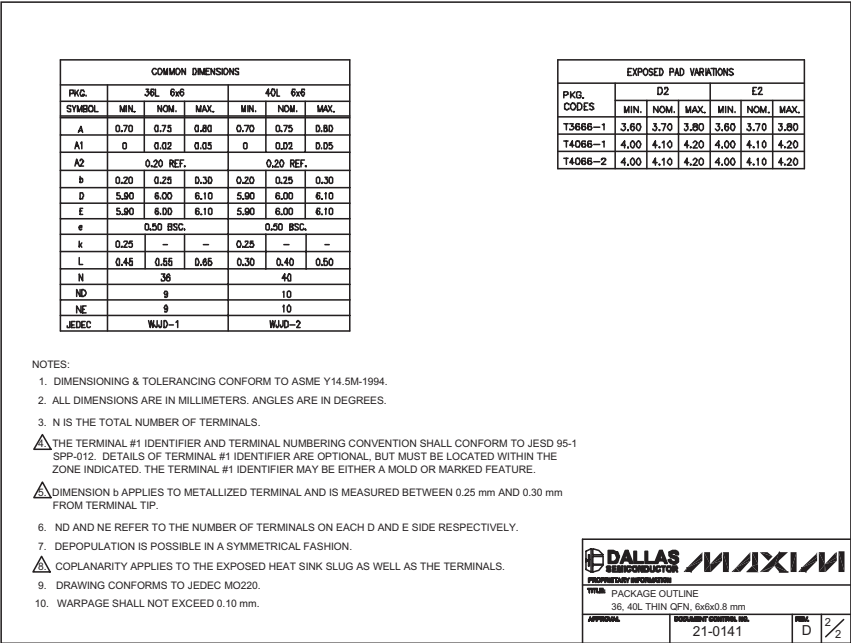 COMMON DIMENSIONS
PKG. 36L 6x6 40L 6x6
SYMBOL MIN. NOM. MAX. MIN. NOM. MAX.
A 0.70 0.75 0.80 0.70 0.75 0.80
A1 0 0.02 0.05 0 0.02 0.05
A2 0.20 REF. 0.20 REF.
b 0.20 0.25 0.30 0.20 0.25 0.30
D 5.90 6.00 6.10 5.90 6.00 6.10
E 5.90 6.00 6.10 5.90 6.00 6.10
e 0.50 BSC. 0.50 BSC.
k 0.25 – – 0.25 – –
L 0.45 0.55 0.65 0.30 0.40 0.50
N 36 40
ND 9 10
NE 9 10
JEDEC WJJD-1 WJJD-2
EXPOSED PAD VARIATIONS
PKG. CODES D2 E2
MIN. NOM. MAX. MIN. NOM. MAX.
T3666-1 3.60 3.70 3.80 3.60 3.70 3.80
T4066-1 4.00 4.10 4.20 4.00 4.10 4.20
T4066-2 4.00 4.10 4.20 4.00 4.10 4.20
NOTES:
1. DIMENSIONING & TOLERANCING CONFORM TO ASME Y14.5M-1994.
2. ALL DIMENSIONS ARE IN MILLIMETERS. ANGLES ARE IN DEGREES.
3. N IS THE TOTAL NUMBER OF TERMINALS.
4. THE TERMINAL #1 IDENTIFIER AND TERMINAL NUMBERING CONVENTION SHALL CONFORM TO JESD 95-1
SPP-012. DETAILS OF TERMINAL #1 IDENTIFIER ARE OPTIONAL, BUT MUST BE LOCATED WITHIN THE
ZONE INDICATED. THE TERMINAL #1 IDENTIFIER MAY BE EITHER A MOLD OR MARKED FEATURE.
5. DIMENSION b APPLIES TO METALLIZED TERMINAL AND IS MEASURED BETWEEN 0.25 mm AND 0.30 mm
FROM TERMINAL TIP.
6. ND AND NE REFER TO THE NUMBER OF TERMINALS ON EACH D AND E SIDE RESPECTIVELY.
7. DEPOPULATION IS POSSIBLE IN A SYMMETRICAL FASHION.
8. COPLANARITY APPLIES TO THE EXPOSED HEAT SINK SLUG AS WELL AS THE TERMINALS.
9. DRAWING CONFORMS TO JEDEC MO220.
10. WARPAGE SHALL NOT EXCEED 0.10 mm.
DALLAS SEMICONDUCTOR MAXIM
PROPRIETARY INFORMATION
TITLE: PACKAGE OUTLINE
36, 40L THIN QFN, 6x6x0.8 mm
APPROVAL DOCUMENT CONTROL NO. REV.
21-0141 D 2/2